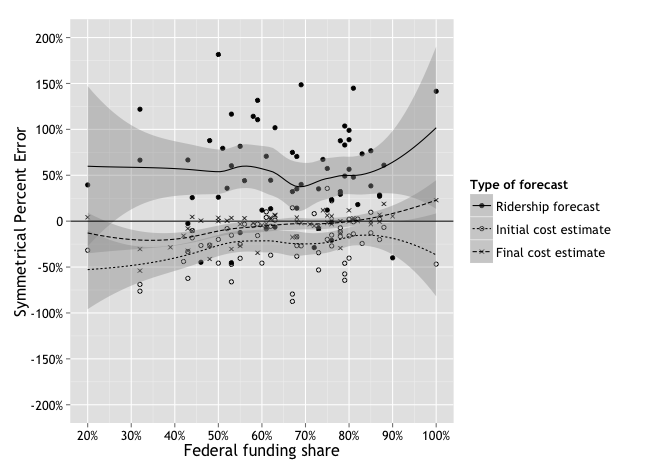 200%
150%
100%
50%
0
-50%
-100%
-150%
-200%
Symmetrical Percent Error
20% 30% 40% 50% 60% 70% 80% 90% 100%
Federal funding share
Type of forecast
Ridership forecast
Initial cost estimate
Final cost estimate